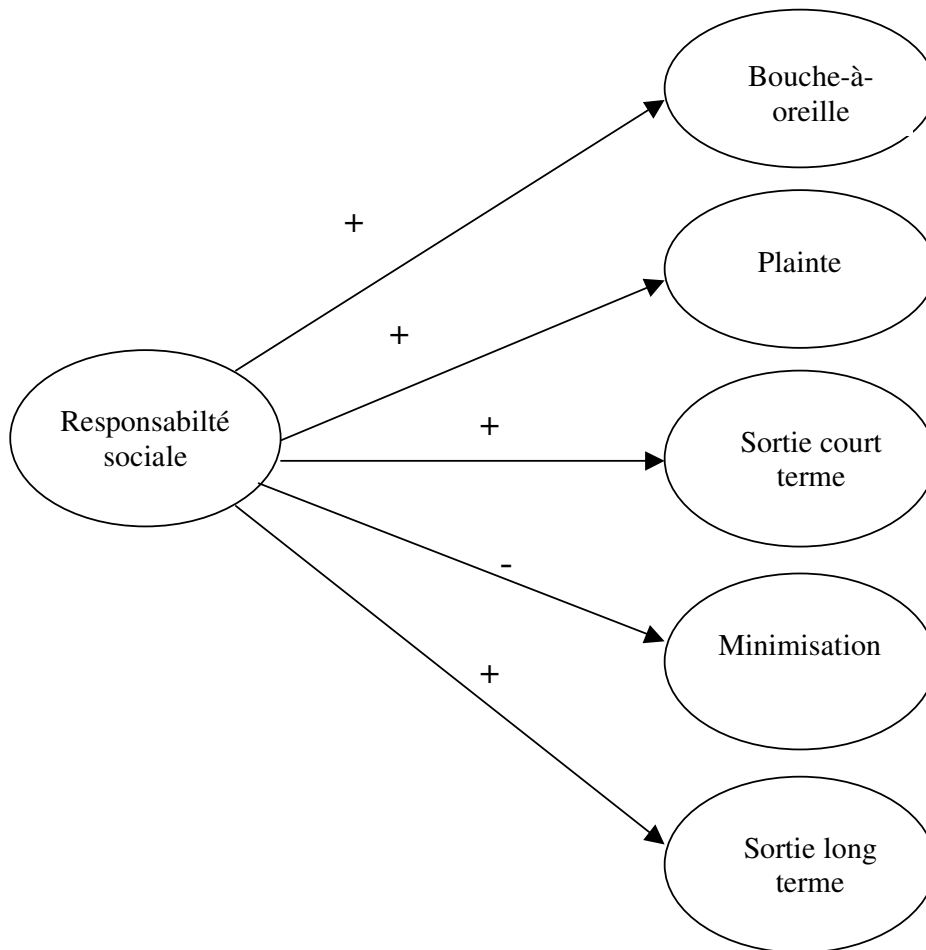 Bouche-à-
oreille
+
Plainte
+
Responsabilté
sociale
+
Sortie court
terme
-
Minimisation
+
Sortie long
terme